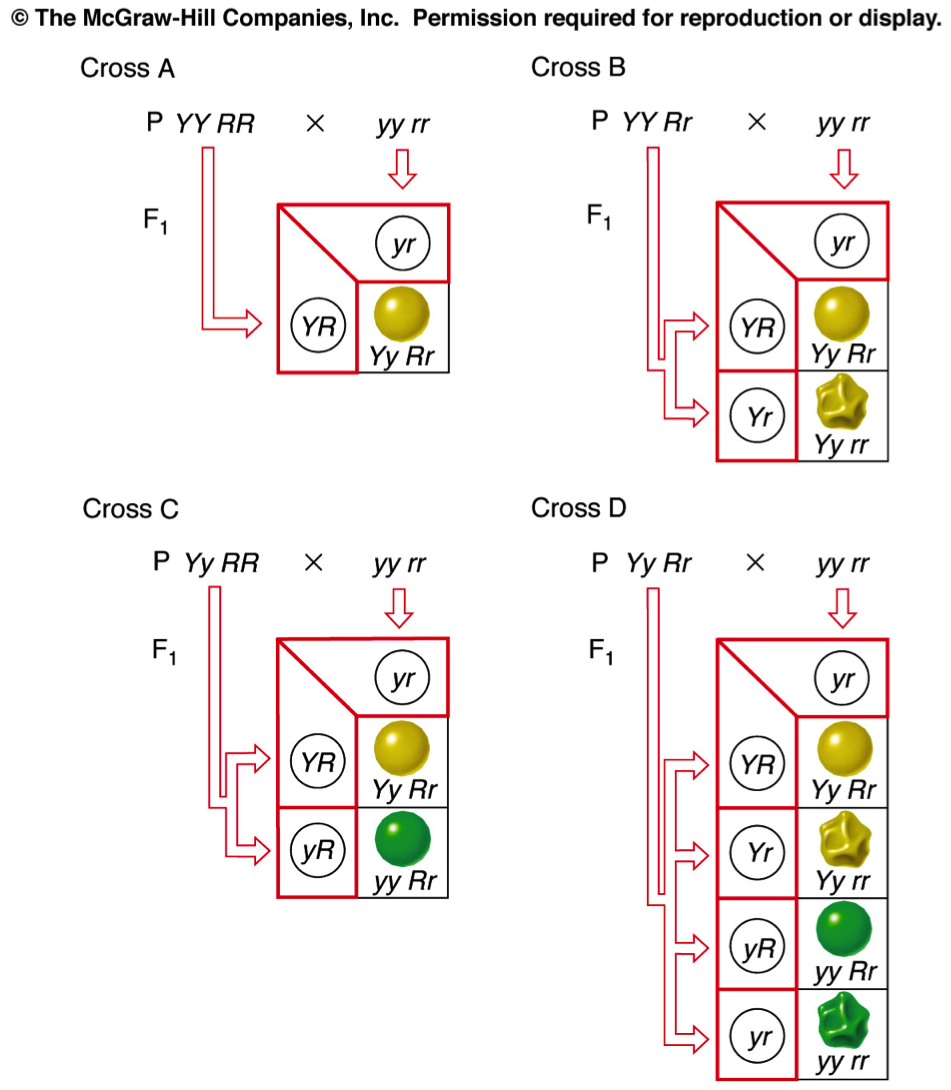 © The McGraw-Hill Companies, Inc. Permission required for reproduction or display.
Cross A
P YY RR × yy rr
F1
yr
YR
Yy Rr
Cross B
P YY Rr × yy rr
F1
yr
YR
Yy Rr
Yr
Yy rr
Cross C
P Yy RR × yy rr
F1
yr
YR
Yy Rr
yR
yy Rr
Cross D
P Yy Rr × yy rr
F1
yr
YR
Yy Rr
Yr
Yy rr
yR
yy Rr
yr
yy rr